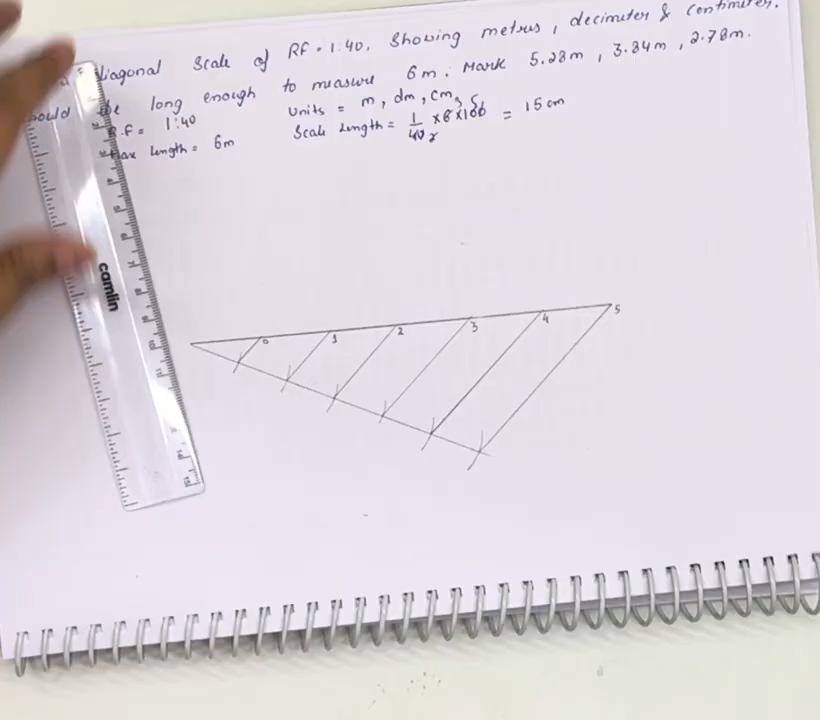 diagonal Scale of RF = 1:40. Showing metres, decimeter & centimeter.
should be long enough to measure 6m. Mark 5.28m, 3.84m, 2.78m.
R.F = 1:40 Units = m, dm, cm,
Max length = 6m Scale Length = 1/40 x 6 x 100 = 15 cm
camlin
0 1 2 3 4 5